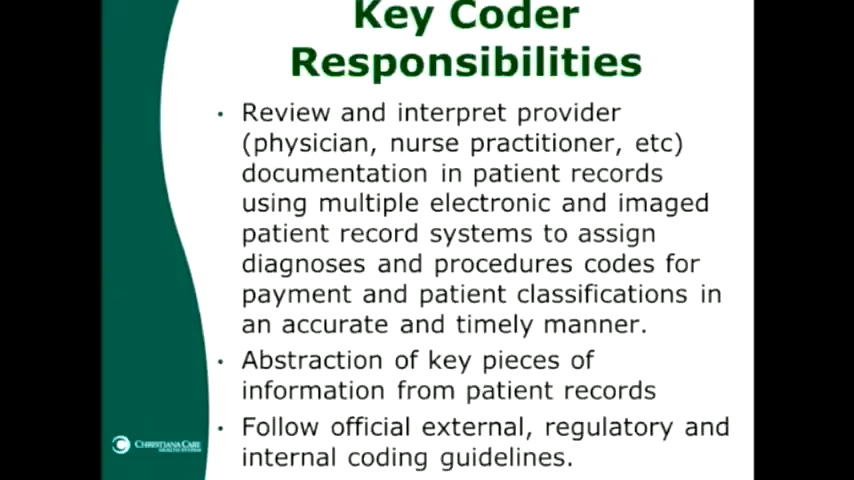 Key Coder
Responsibilities
• Review and interpret provider
(physician, nurse practitioner, etc)
documentation in patient records
using multiple electronic and imaged
patient record systems to assign
diagnoses and procedures codes for
payment and patient classifications in
an accurate and timely manner.
• Abstraction of key pieces of
information from patient records
• Follow official external, regulatory and
internal coding guidelines.
CHRISTIANA CARE
HEALTH SYSTEM